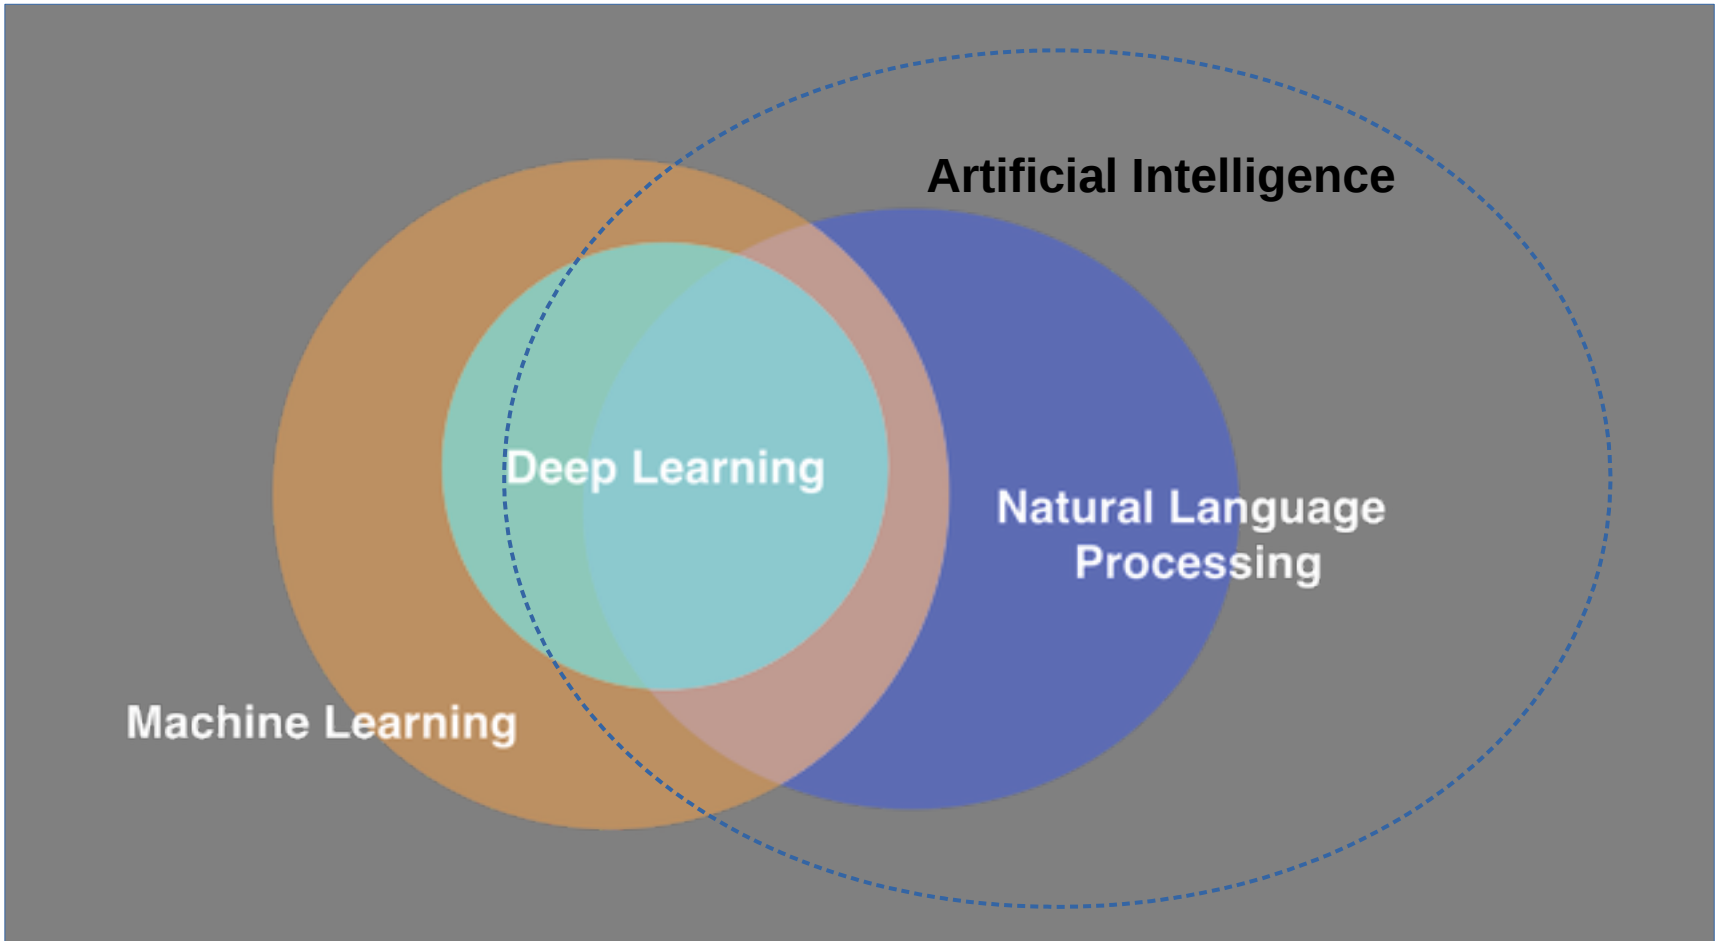 Artificial Intelligence
Deep Learning
Natural Language
Processing
Machine Learning